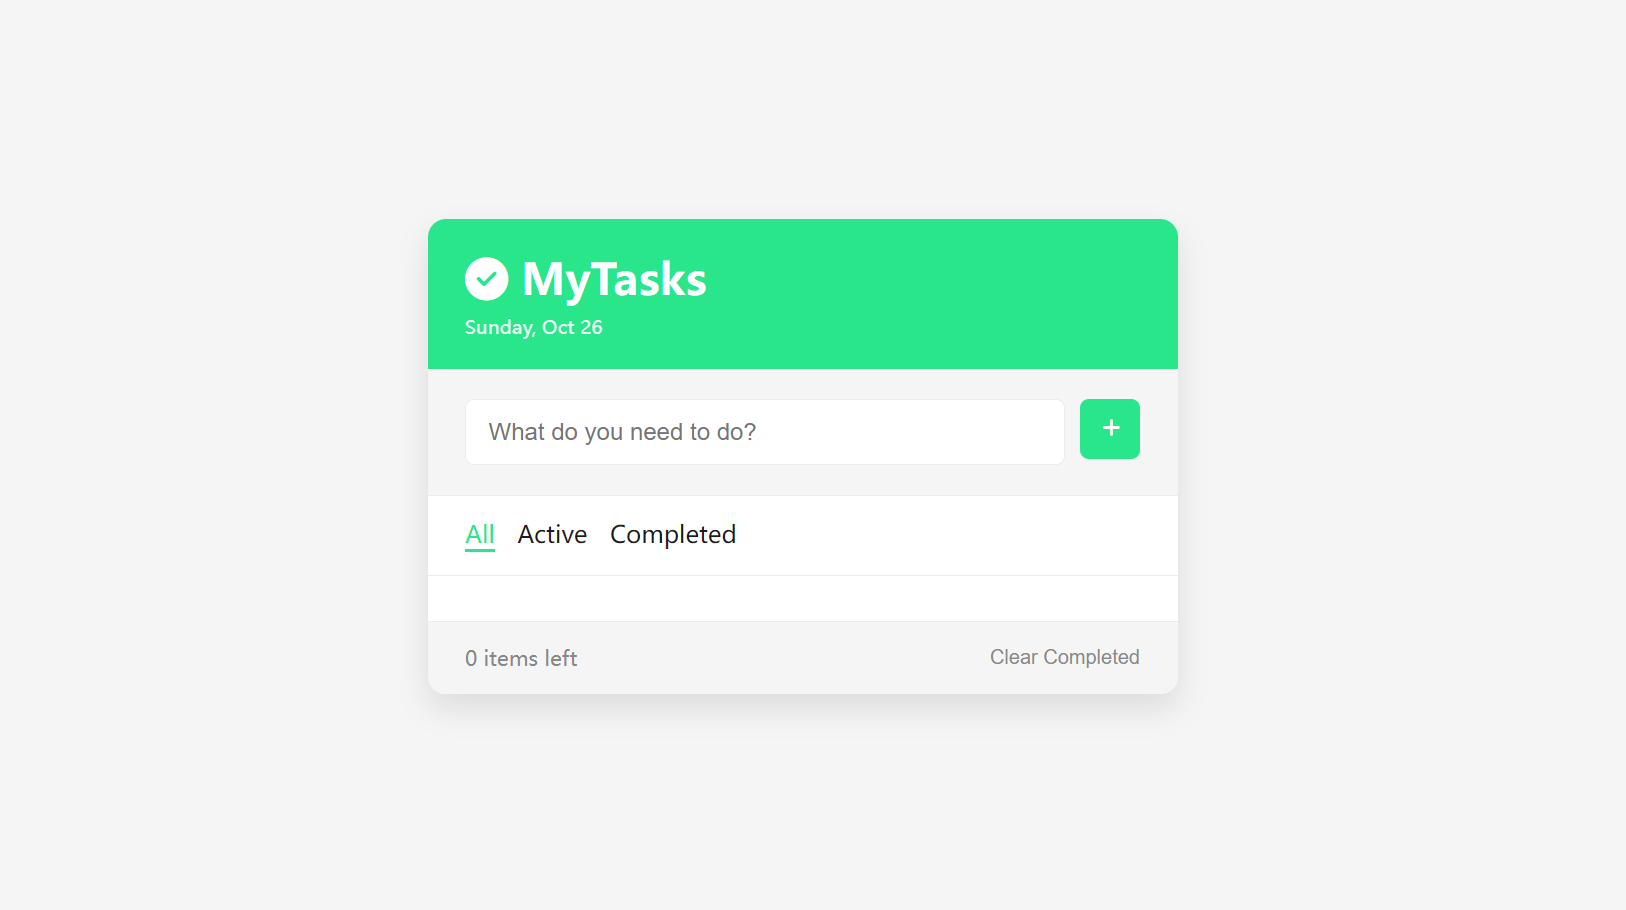 MyTasks
Sunday, Oct 26
What do you need to do?
+
All Active Completed
0 items left Clear Completed